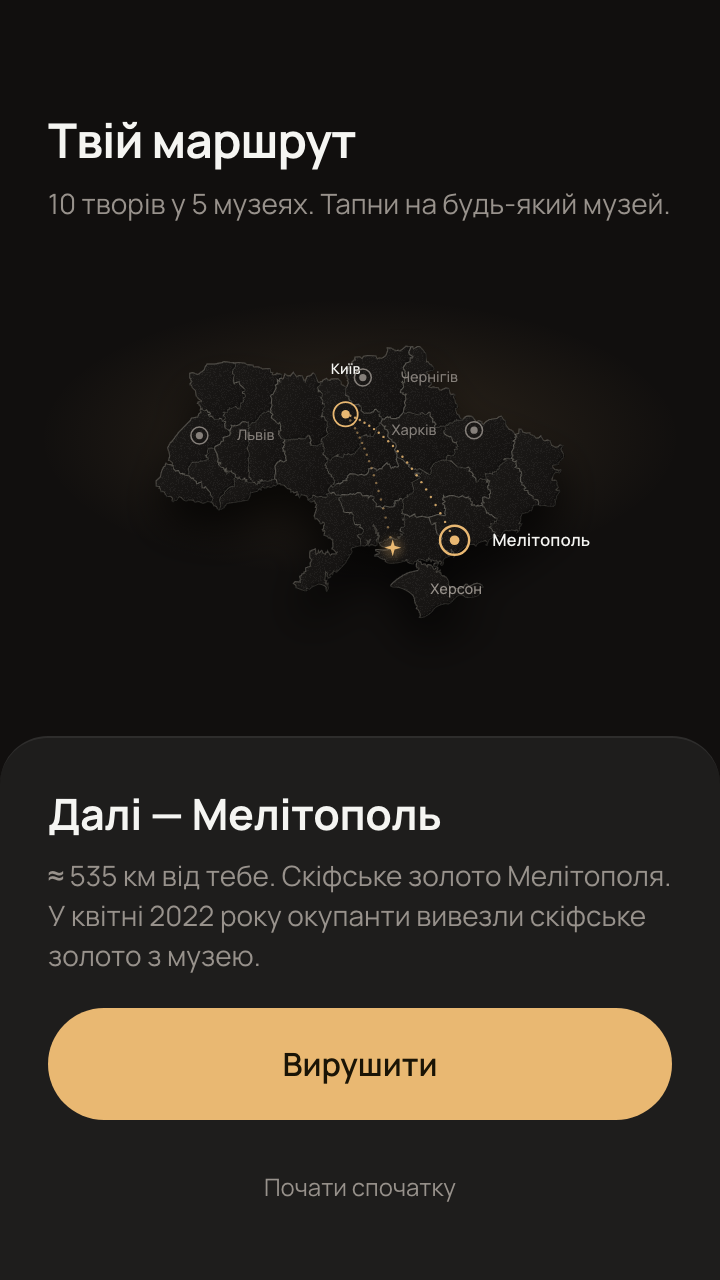 Твій маршрут
10 творів у 5 музеях. Тапни на будь-який музей.
Київ
Чернігів
Харків
Львів
Мелітополь
Херсон
Далі — Мелітополь
≈ 535 км від тебе. Скіфське золото Мелітополя.
У квітні 2022 року окупанти вивезли скіфське
золото з музею.
Вирушити
Почати спочатку